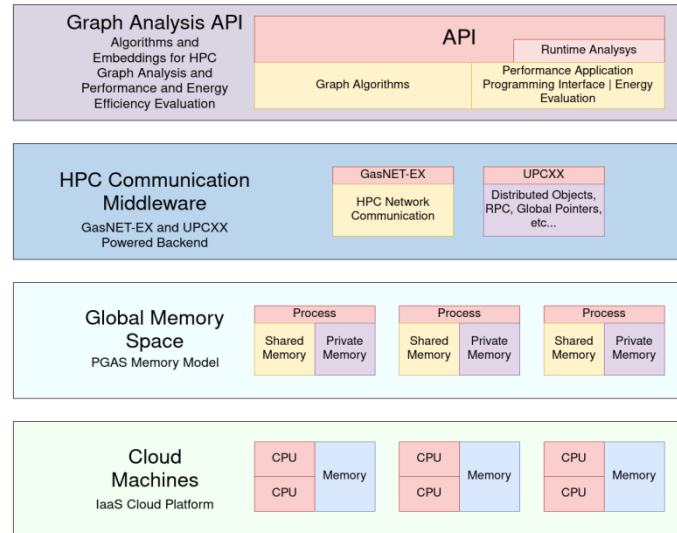 Graph Analysis API
Algorithms and
Embeddings for HPC
Graph Analysis and
Performance and Energy
Efficiency Evaluation
API
Runtime Analysys
Graph Algorithms
Performance Application
Programming Interface | Energy
Evaluation
HPC Communication
Middleware
GasNET-EX and UPCXX
Powered Backend
GasNET-EX
HPC Network
Communication
UPCXX
Distributed Objects,
RPC, Global Pointers,
etc...
Global Memory
Space
PGAS Memory Model
Process
Shared
Memory
Private
Memory
Process
Shared
Memory
Private
Memory
Process
Shared
Memory
Private
Memory
Cloud
Machines
IaaS Cloud Platform
CPU
CPU
Memory
CPU
CPU
Memory
CPU
CPU
Memory